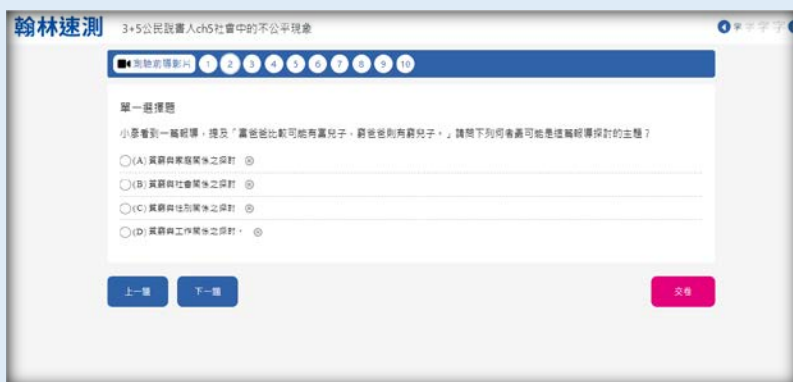 翰林速測 3+5公民說書人ch5社會中的不公平現象
字 字 字 字
測驗前導影片 1 2 3 4 5 6 7 8 9 10
單一選擇題
小泰看到一篇報導，提及「富爸爸比較可能有富兒子，窮爸爸則有窮兒子。」請問下列何者最可能是這篇報導探討的主題？
(A) 貧窮與家庭關係之探討
(B) 貧窮與社會關係之探討
(C) 貧窮與性別關係之探討
(D) 貧窮與工作關係之探討。
上一題 下一題 交卷